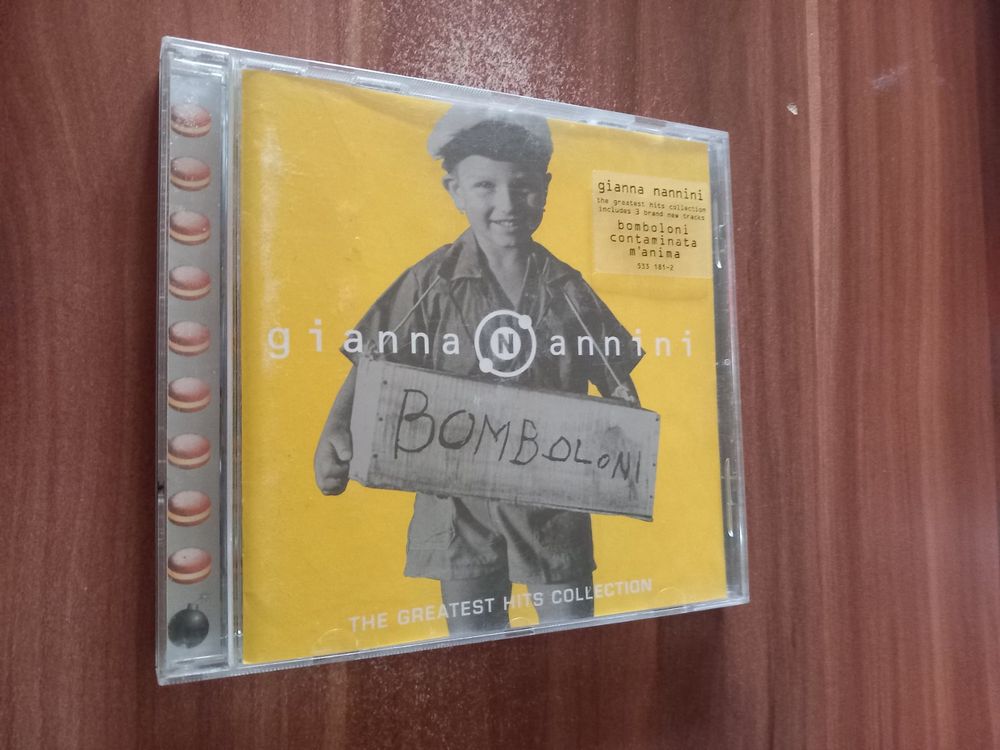 gianna nannini
the greatest hits collection
includes 3 brand new tracks
bomboloni
contaminata
m'anima
533 181-2
gianna N annini
BOMBOLONI
THE GREATEST HITS COLLECTION